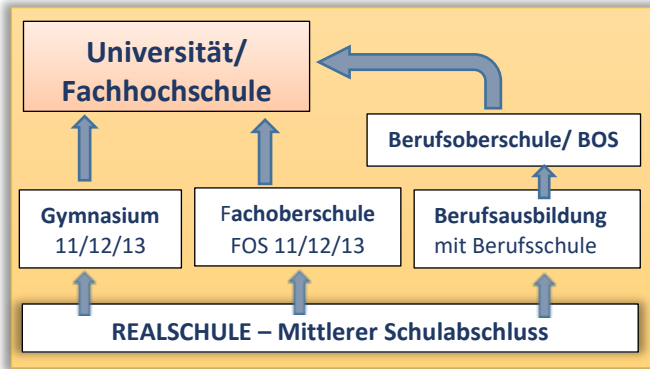 Universität/
Fachhochschule
Berufsoberschule/ BOS
Gymnasium
11/12/13
Fachoberschule
FOS 11/12/13
Berufsausbildung
mit Berufsschule
REALSCHULE – Mittlerer Schulabschluss